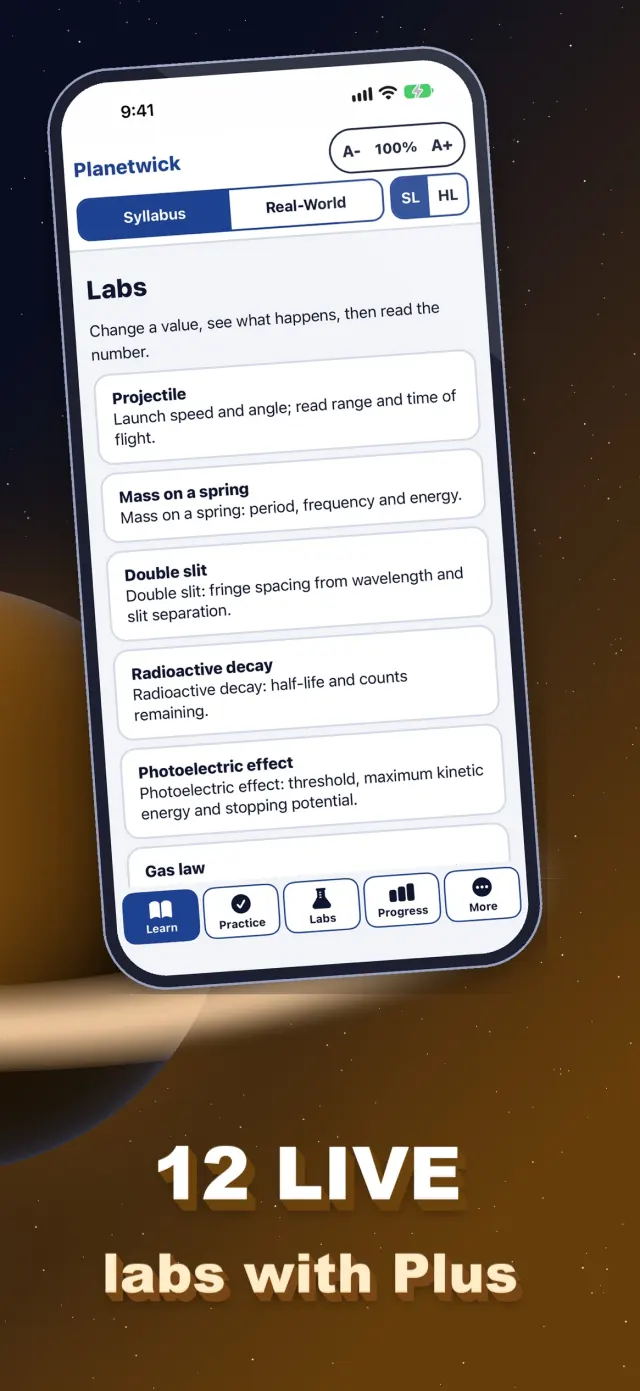 9:41
Planetwick
A- 100% A+
Syllabus Real-World SL HL
Labs
Change a value, see what happens, then read the
number.
Projectile
Launch speed and angle; read range and time of
flight.
Mass on a spring
Mass on a spring: period, frequency and energy.
Double slit
Double slit: fringe spacing from wavelength and
slit separation.
Radioactive decay
Radioactive decay: half-life and counts
remaining.
Photoelectric effect
Photoelectric effect: threshold, maximum kinetic
energy and stopping potential.
Gas law
Learn Practice Labs Progress More
12 LIVE
labs with Plus